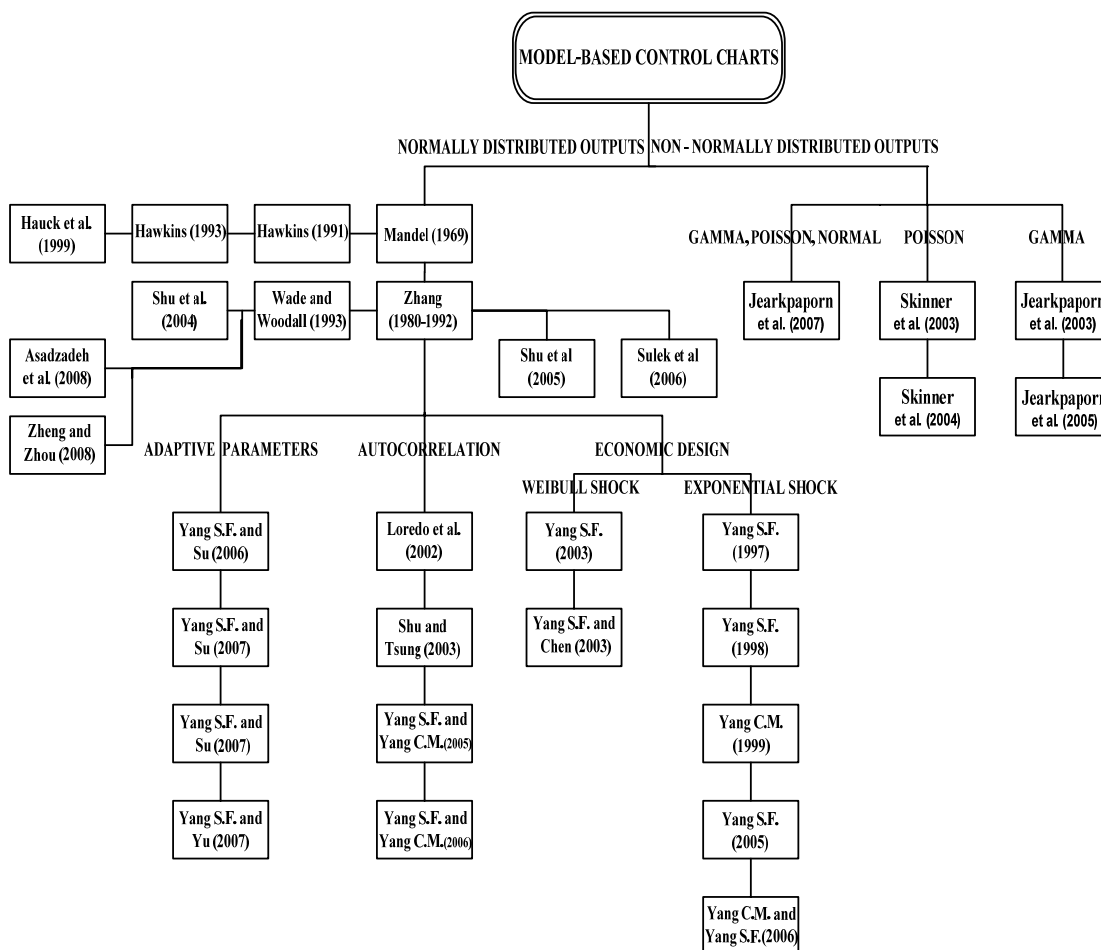 MODEL-BASED CONTROL CHARTS
NORMALLY DISTRIBUTED OUTPUTS
NON - NORMALLY DISTRIBUTED OUTPUTS
Hauck et al.
(1999)
Hawkins (1993)
Hawkins (1991)
Mandel (1969)
GAMMA, POISSON, NORMAL
POISSON
GAMMA
Shu et al.
(2004)
Wade and
Woodall (1993)
Zhang
(1980-1992)
Jearkpaporn
et al. (2007)
Skinner
et al. (2003)
Jearkpaporn
et al. (2003)
Asadzadeh
et al. (2008)
Shu et al
(2005)
Sulek et al
(2006)
Skinner
et al. (2004)
Jearkpaporn
et al. (2005)
Zheng and
Zhou (2008)
ADAPTIVE PARAMETERS
AUTOCORRELATION
ECONOMIC DESIGN
WEIBULL SHOCK
EXPONENTIAL SHOCK
Yang S.F. and
Su (2006)
Loredo et al.
(2002)
Yang S.F.
(2003)
Yang S.F.
(1997)
Yang S.F. and
Su (2007)
Shu and
Tsung (2003)
Yang S.F. and
Chen (2003)
Yang S.F.
(1998)
Yang S.F. and
Su (2007)
Yang S.F. and
Yang C.M.(2005)
Yang C.M.
(1999)
Yang S.F. and
Yu (2007)
Yang S.F. and
Yang C.M.(2006)
Yang S.F.
(2005)
Yang C.M. and
Yang S.F.(2006)